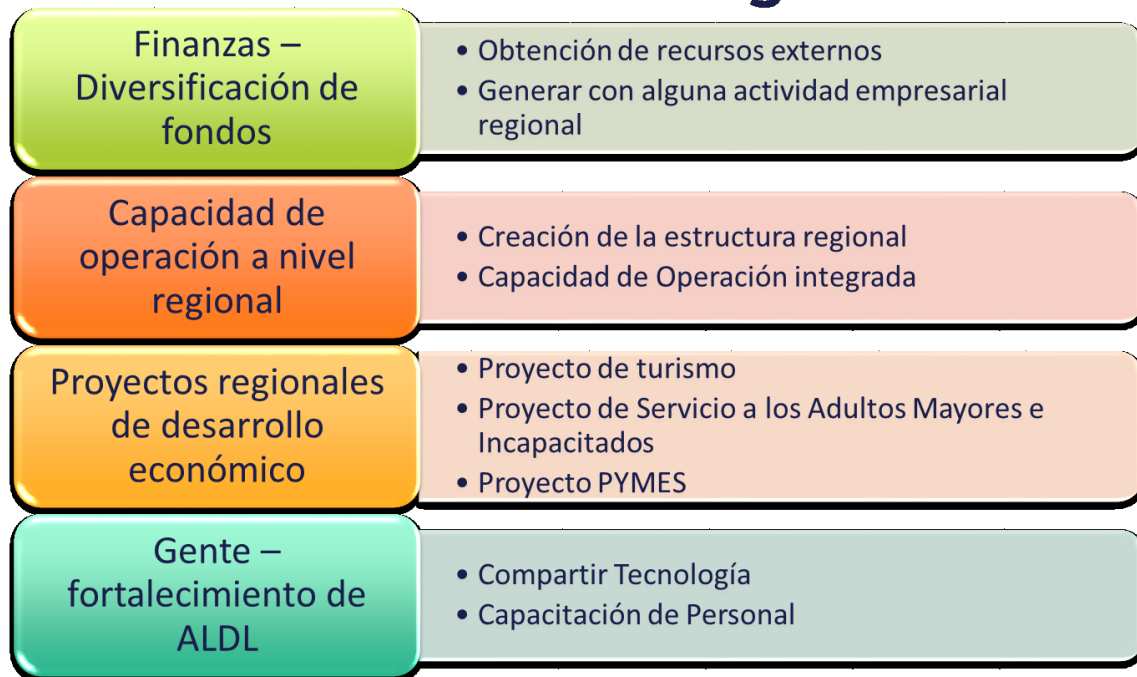 Finanzas –
Diversificación de
fondos
• Obtención de recursos externos
• Generar con alguna actividad empresarial
regional
Capacidad de
operación a nivel
regional
• Creación de la estructura regional
• Capacidad de Operación integrada
Proyectos regionales
de desarrollo
económico
• Proyecto de turismo
• Proyecto de Servicio a los Adultos Mayores e
Incapacitados
• Proyecto PYMES
Gente –
fortalecimiento de
ALDL
• Compartir Tecnología
• Capacitación de Personal